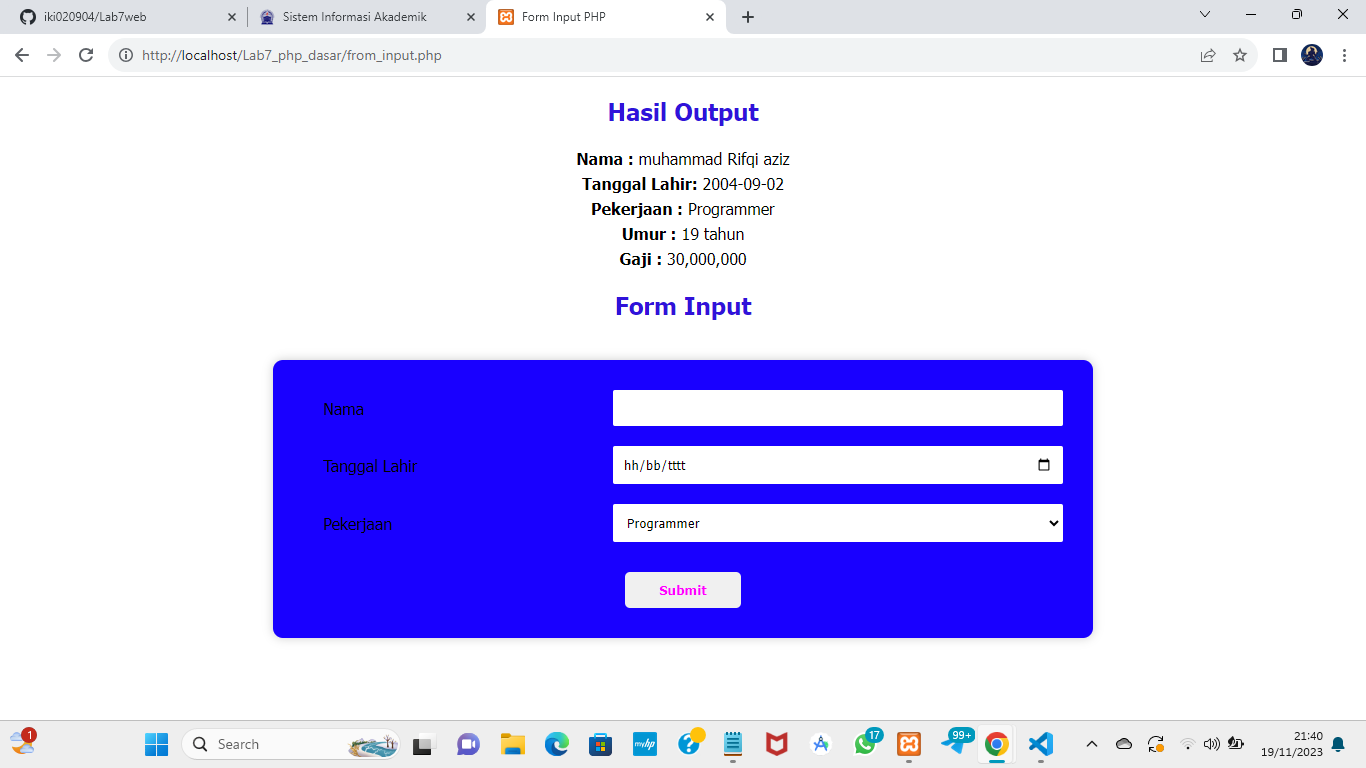 iki020904/Lab7web
Sistem Informasi Akademik
Form Input PHP
http://localhost/Lab7_php_dasar/from_input.php
Hasil Output
Nama : muhammad Rifqi aziz
Tanggal Lahir: 2004-09-02
Pekerjaan : Programmer
Umur : 19 tahun
Gaji : 30,000,000
Form Input
Nama
Tanggal Lahir
hh/bb/tttt
Pekerjaan
Programmer
Submit
1
Search
myhp
?
17
99+
21:40
19/11/2023